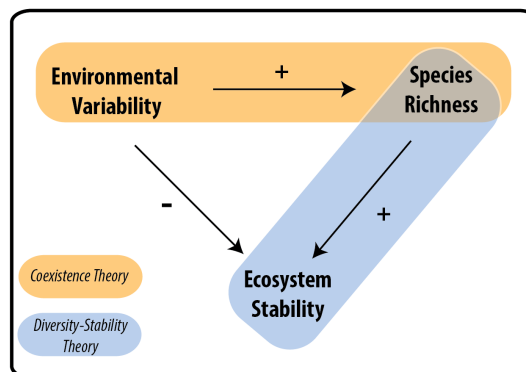 Environmental
Variability
+
Species
Richness
-
+
Ecosystem
Stability
Coexistence Theory
Diversity-Stability
Theory